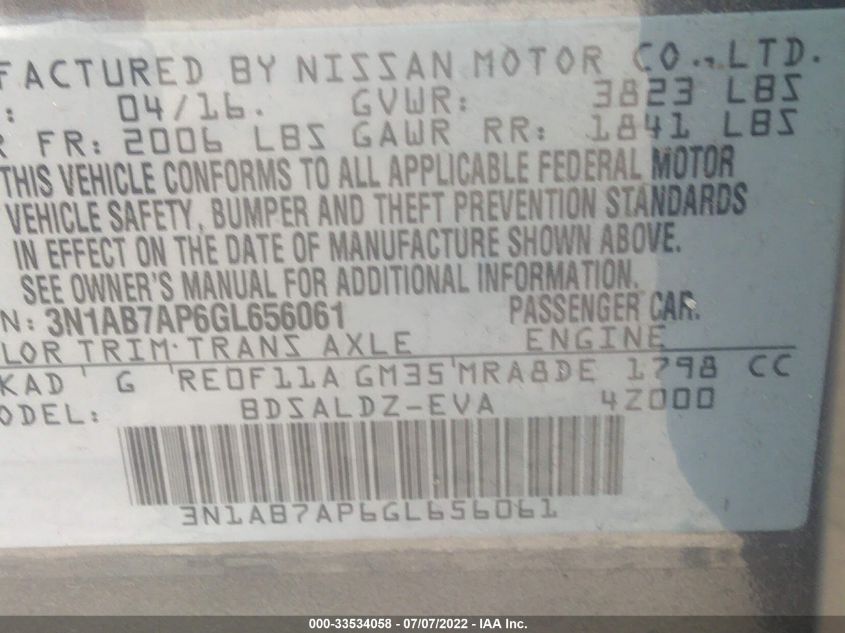 FACTURED BY NISSAN MOTOR CO., LTD.
: 04/16. GVWR: 3823 LBS
R FR: 2006 LBS GAWR RR: 1841 LBS
THIS VEHICLE CONFORMS TO ALL APPLICABLE FEDERAL MOTOR
VEHICLE SAFETY, BUMPER AND THEFT PREVENTION STANDARDS
IN EFFECT ON THE DATE OF MANUFACTURE SHOWN ABOVE.
SEE OWNER'S MANUAL FOR ADDITIONAL INFORMATION.
N: 3N1AB7AP6GL656061 PASSENGER CAR.
LOR TRIM TRANS AXLE ENGINE
KAD G RE0F11A GM35 MRA8DE 1798 CC
ODEL: BDSALDZ-EVA 4Z000
3N1AB7AP6GL656061
000-33534058 - 07/07/2022 - IAA Inc.